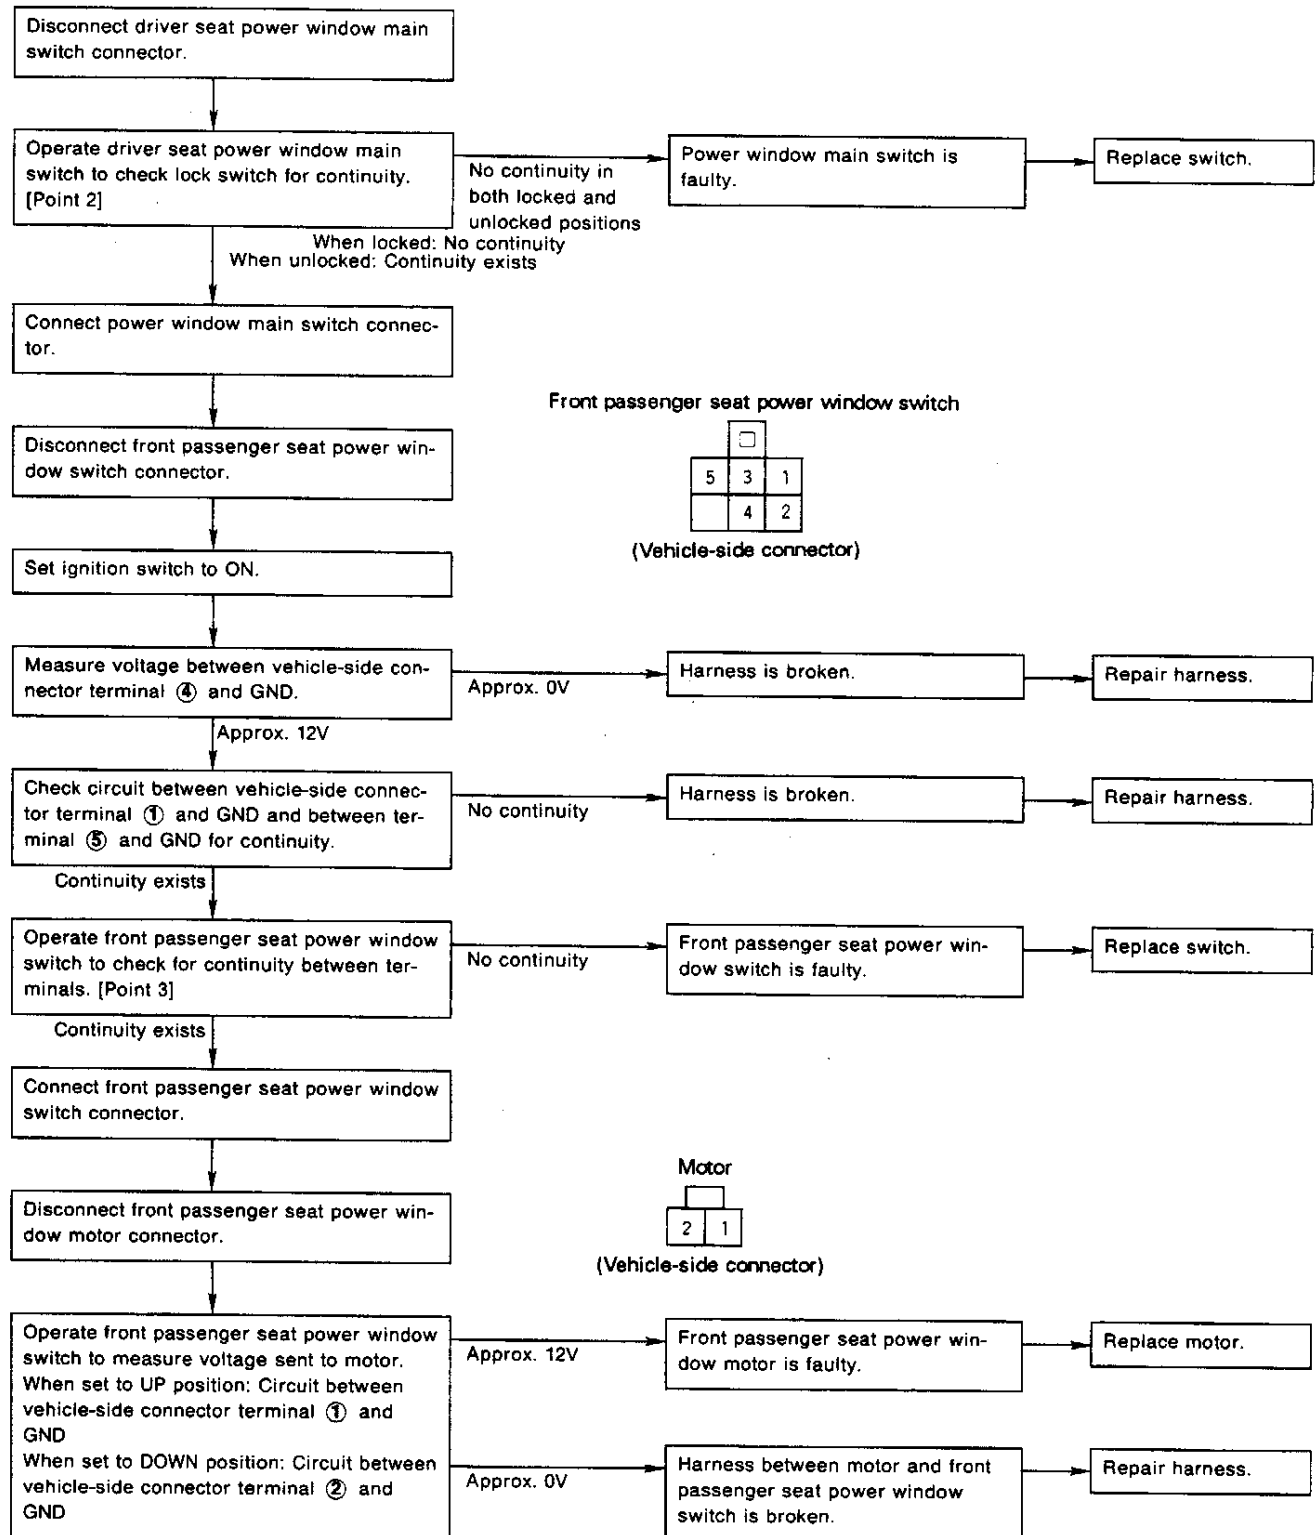 Disconnect driver seat power window main
switch connector.
Operate driver seat power window main
switch to check lock switch for continuity.
[Point 2]
No continuity in
both locked and
unlocked positions
Power window main switch is
faulty.
Replace switch.
When locked: No continuity
When unlocked: Continuity exists
Connect power window main switch connec-
tor.
Disconnect front passenger seat power win-
dow switch connector.
Front passenger seat power window switch
5 3 1
4 2
(Vehicle-side connector)
Set ignition switch to ON.
Measure voltage between vehicle-side con-
nector terminal ④ and GND.
Approx. 0V
Harness is broken.
Repair harness.
Approx. 12V
Check circuit between vehicle-side connec-
tor terminal ① and GND and between ter-
minal ⑤ and GND for continuity.
No continuity
Harness is broken.
Repair harness.
Continuity exists
Operate front passenger seat power window
switch to check for continuity between ter-
minals. [Point 3]
No continuity
Front passenger seat power win-
dow switch is faulty.
Replace switch.
Continuity exists
Connect front passenger seat power window
switch connector.
Disconnect front passenger seat power win-
dow motor connector.
Motor
2 1
(Vehicle-side connector)
Operate front passenger seat power window
switch to measure voltage sent to motor.
When set to UP position: Circuit between
vehicle-side connector terminal ① and
GND
When set to DOWN position: Circuit between
vehicle-side connector terminal ② and
GND
Approx. 12V
Front passenger seat power win-
dow motor is faulty.
Replace motor.
Approx. 0V
Harness between motor and front
passenger seat power window
switch is broken.
Repair harness.